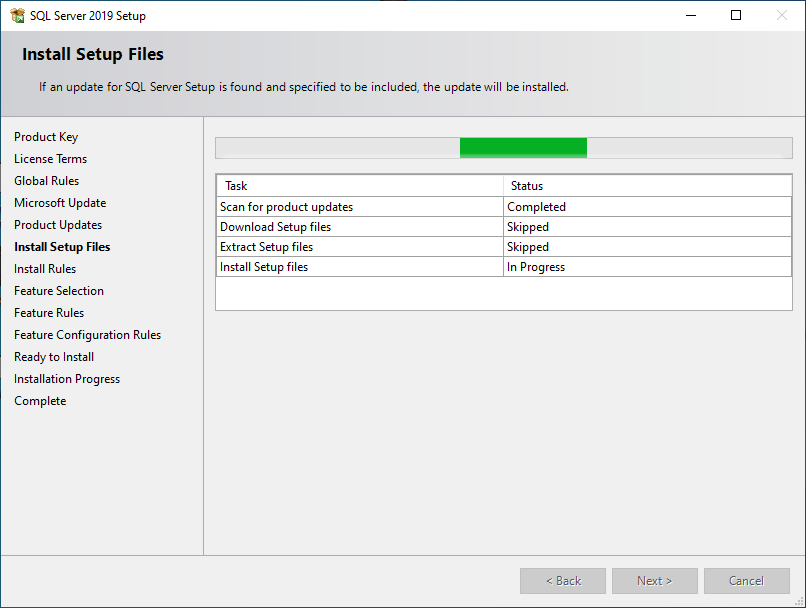 SQL Server 2019 Setup
Install Setup Files
If an update for SQL Server Setup is found and specified to be included, the update will be installed.
Product Key
License Terms
Global Rules
Microsoft Update
Product Updates
Install Setup Files
Install Rules
Feature Selection
Feature Rules
Feature Configuration Rules
Ready to Install
Installation Progress
Complete
Task Status
Scan for product updates Completed
Download Setup files Skipped
Extract Setup files Skipped
Install Setup files In Progress
< Back Next > Cancel